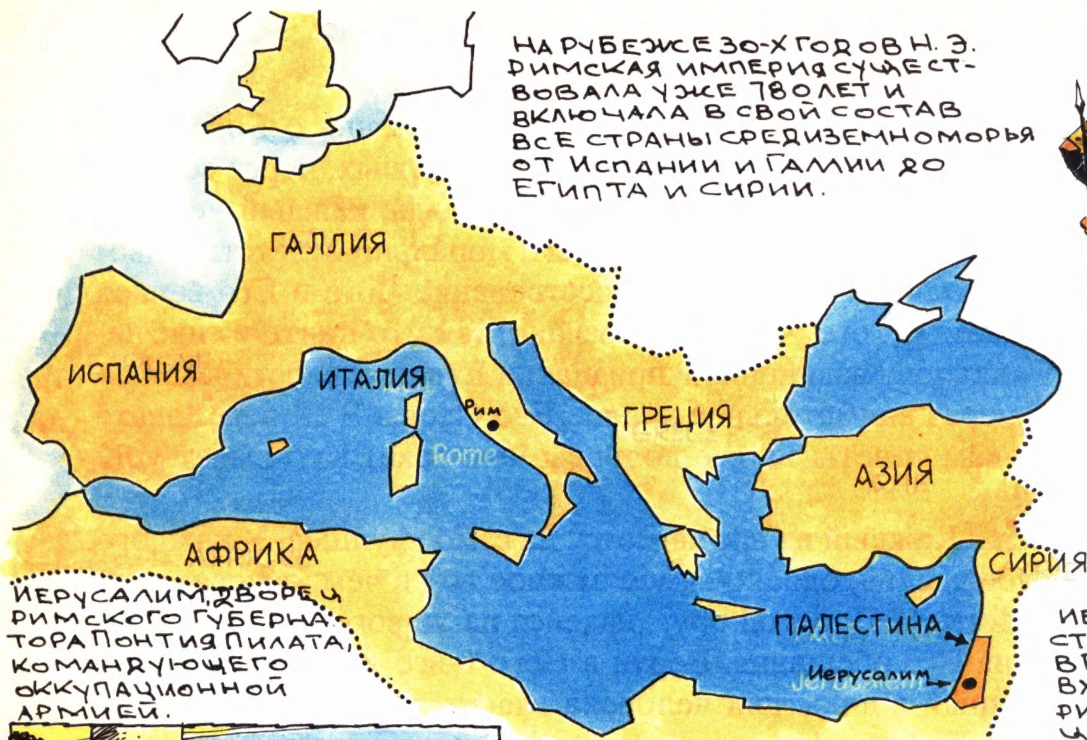 НА РУБЕЖЕ 30-Х ГОДОВ Н. Э.
РИМСКАЯ ИМПЕРИЯ СУЩЕСТ-
ВОВАЛА УЖЕ 780 ЛЕТ И
ВКЛЮЧАЛА В СВОЙ СОСТАВ
ВСЕ СТРАНЫ СРЕДИЗЕМНОМОРЬЯ
ОТ ИСПАНИИ И ГАЛЛИИ ДО
ЕГИПТА И СИРИИ.
ГАЛЛИЯ
ИСПАНИЯ
ИТАЛИЯ
Рим
Rome
ГРЕЦИЯ
АЗИЯ
АФРИКА
СИРИЯ
ПАЛЕСТИНА
Иерусалим
Jerusalem
ИЕРУСАЛИМ, ДВОРЕЦ
РИМСКОГО ГУБЕРНА-
ТОРА ПОНТИЯ ПИЛАТА,
КОМАНДУЮЩЕГО
ОККУПАЦИОННОЙ
АРМИЕЙ.